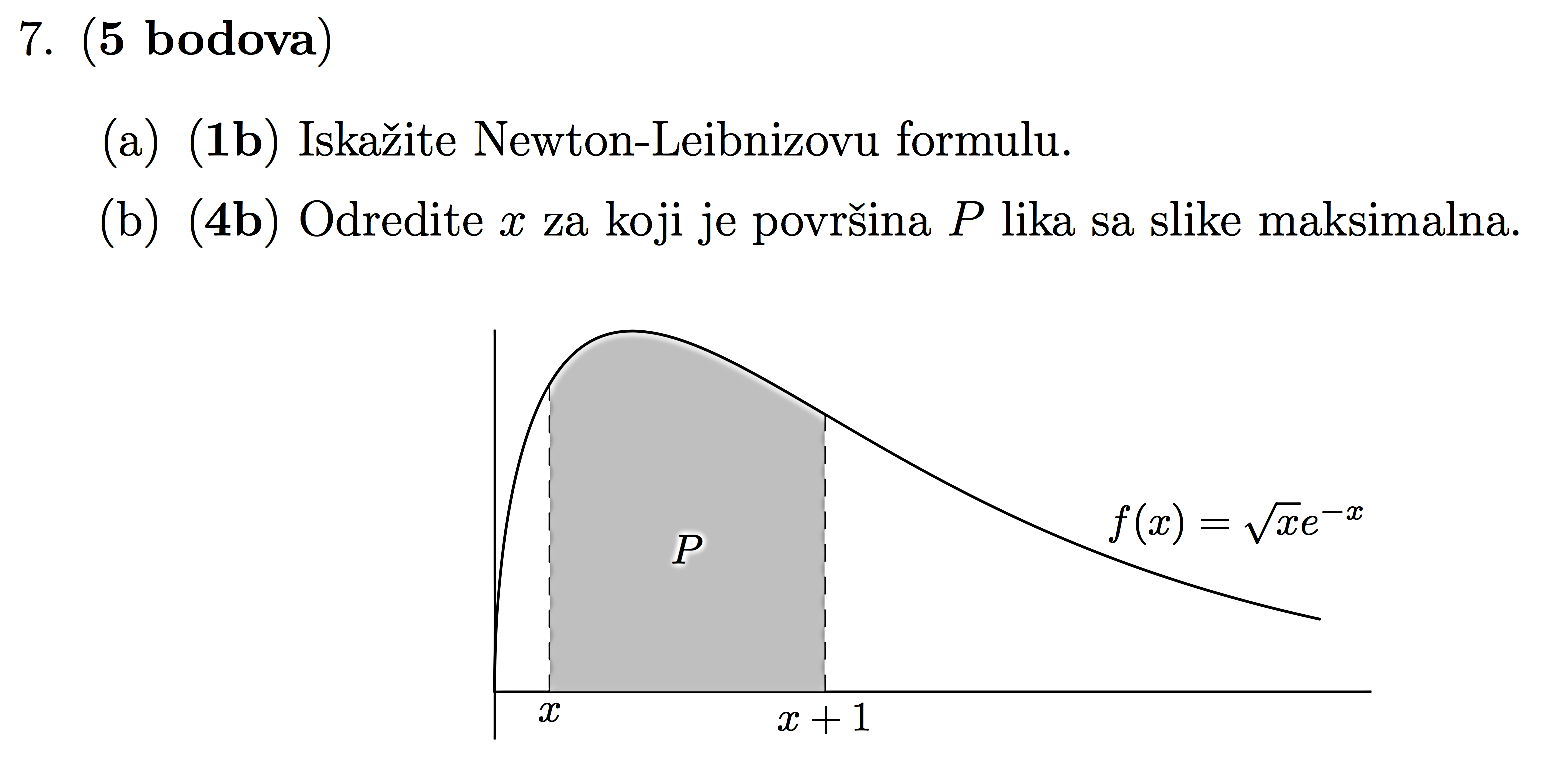 7. (5 bodova)
(a) (1b) Iskažite Newton-Leibnizovu formulu.
(b) (4b) Odredite x za koji je površina P lika sa slike maksimalna.
f(x) = √x e^{−x}
P
x
x + 1